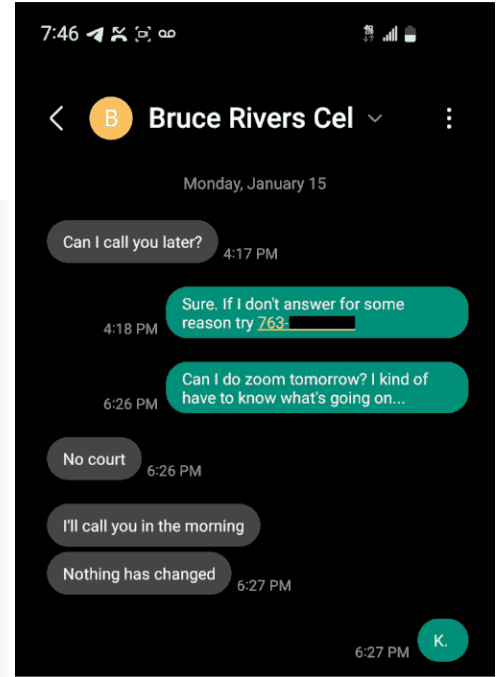 7:46
B Bruce Rivers Cel
Monday, January 15
Can I call you later?
4:17 PM
Sure. If I don't answer for some
reason try 763-
4:18 PM
Can I do zoom tomorrow? I kind of
have to know what's going on...
6:26 PM
No court
6:26 PM
I'll call you in the morning
Nothing has changed
6:27 PM
K.
6:27 PM